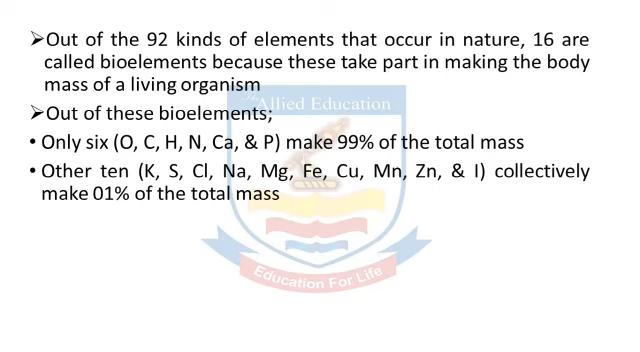 ➢Out of the 92 kinds of elements that occur in nature, 16 are
called bioelements because these take part in making the body
mass of a living organism
The Allied Education
➢Out of these bioelements;
• Only six (O, C, H, N, Ca, & P) make 99% of the total mass
• Other ten (K, S, Cl, Na, Mg, Fe, Cu, Mn, Zn, & I) collectively
make 01% of the total mass
Education For Life